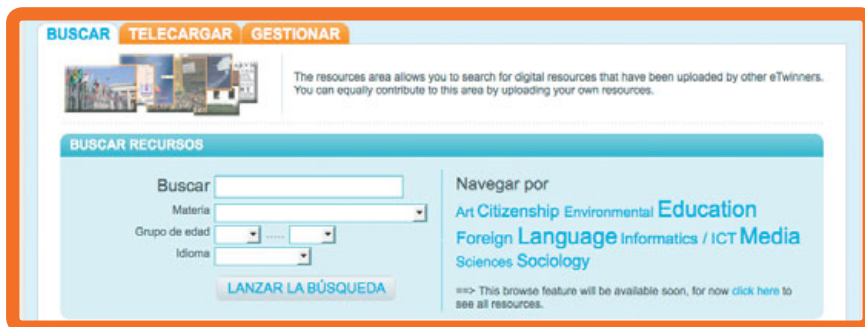 BUSCAR TELECARGAR GESTIONAR
The resources area allows you to search for digital resources that have been uploaded by other eTwinners.
You can equally contribute to this area by uploading your own resources.
BUSCAR RECURSOS
Buscar
Materia
Grupo de edad .....
Idioma
LANZAR LA BÚSQUEDA
Navegar por
Art Citizenship Environmental Education
Foreign Language Informatics / ICT Media
Sciences Sociology
==> This browse feature will be available soon, for now click here to
see all resources.